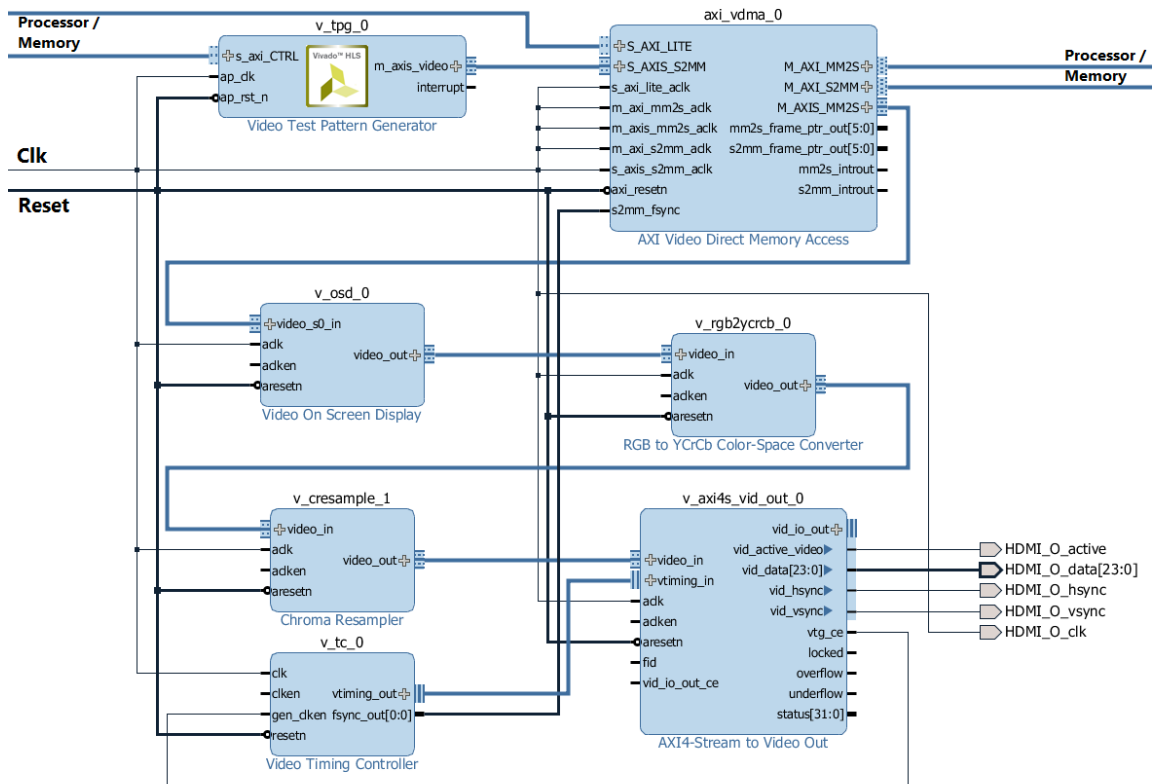 Processor /
Memory
v_tpg_0
s_axi_CTRL
ap_clk
ap_rst_n
Vivado™ HLS
m_axis_video
interrupt
Video Test Pattern Generator
axi_vdma_0
S_AXI_LITE
S_AXIS_S2MM
s_axi_lite_aclk
m_axi_mm2s_aclk
m_axis_mm2s_aclk
m_axi_s2mm_aclk
s_axis_s2mm_aclk
axi_resetn
s2mm_fsync
M_AXI_MM2S
M_AXI_S2MM
M_AXIS_MM2S
mm2s_frame_ptr_out[5:0]
s2mm_frame_ptr_out[5:0]
mm2s_introut
s2mm_introut
AXI Video Direct Memory Access
Processor /
Memory
Clk
Reset
v_osd_0
video_s0_in
aclk
aclken
aresetn
video_out
Video On Screen Display
v_rgb2ycrcb_0
video_in
aclk
aclken
aresetn
video_out
RGB to YCrCb Color-Space Converter
v_cresample_1
video_in
aclk
aclken
aresetn
video_out
Chroma Resampler
v_tc_0
clk
clken
gen_clken
resetn
vtiming_out
fsync_out[0:0]
Video Timing Controller
v_axi4s_vid_out_0
video_in
vtiming_in
aclk
aclken
aresetn
fid
vid_io_out_ce
vid_io_out
vid_active_video
vid_data[23:0]
vid_hsync
vid_vsync
vtg_ce
locked
overflow
underflow
status[31:0]
AXI4-Stream to Video Out
HDMI_O_active
HDMI_O_data[23:0]
HDMI_O_hsync
HDMI_O_vsync
HDMI_O_clk